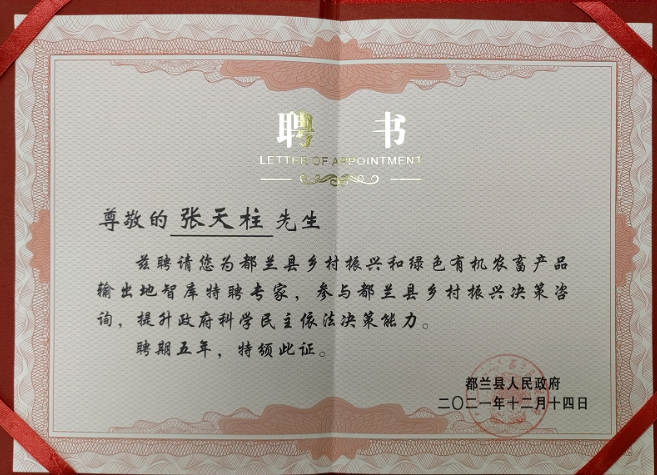 聘 书
LETTER OF APPOINTMENT
尊敬的 张天柱 先生
兹聘请您为都兰县乡村振兴和绿色有机农畜产品
输出地智库特聘专家，参与都兰县乡村振兴决策咨
询，提升政府科学民主依法决策能力。
聘期五年，特颁此证。
都兰县人民政府
二〇二一年十二月十四日